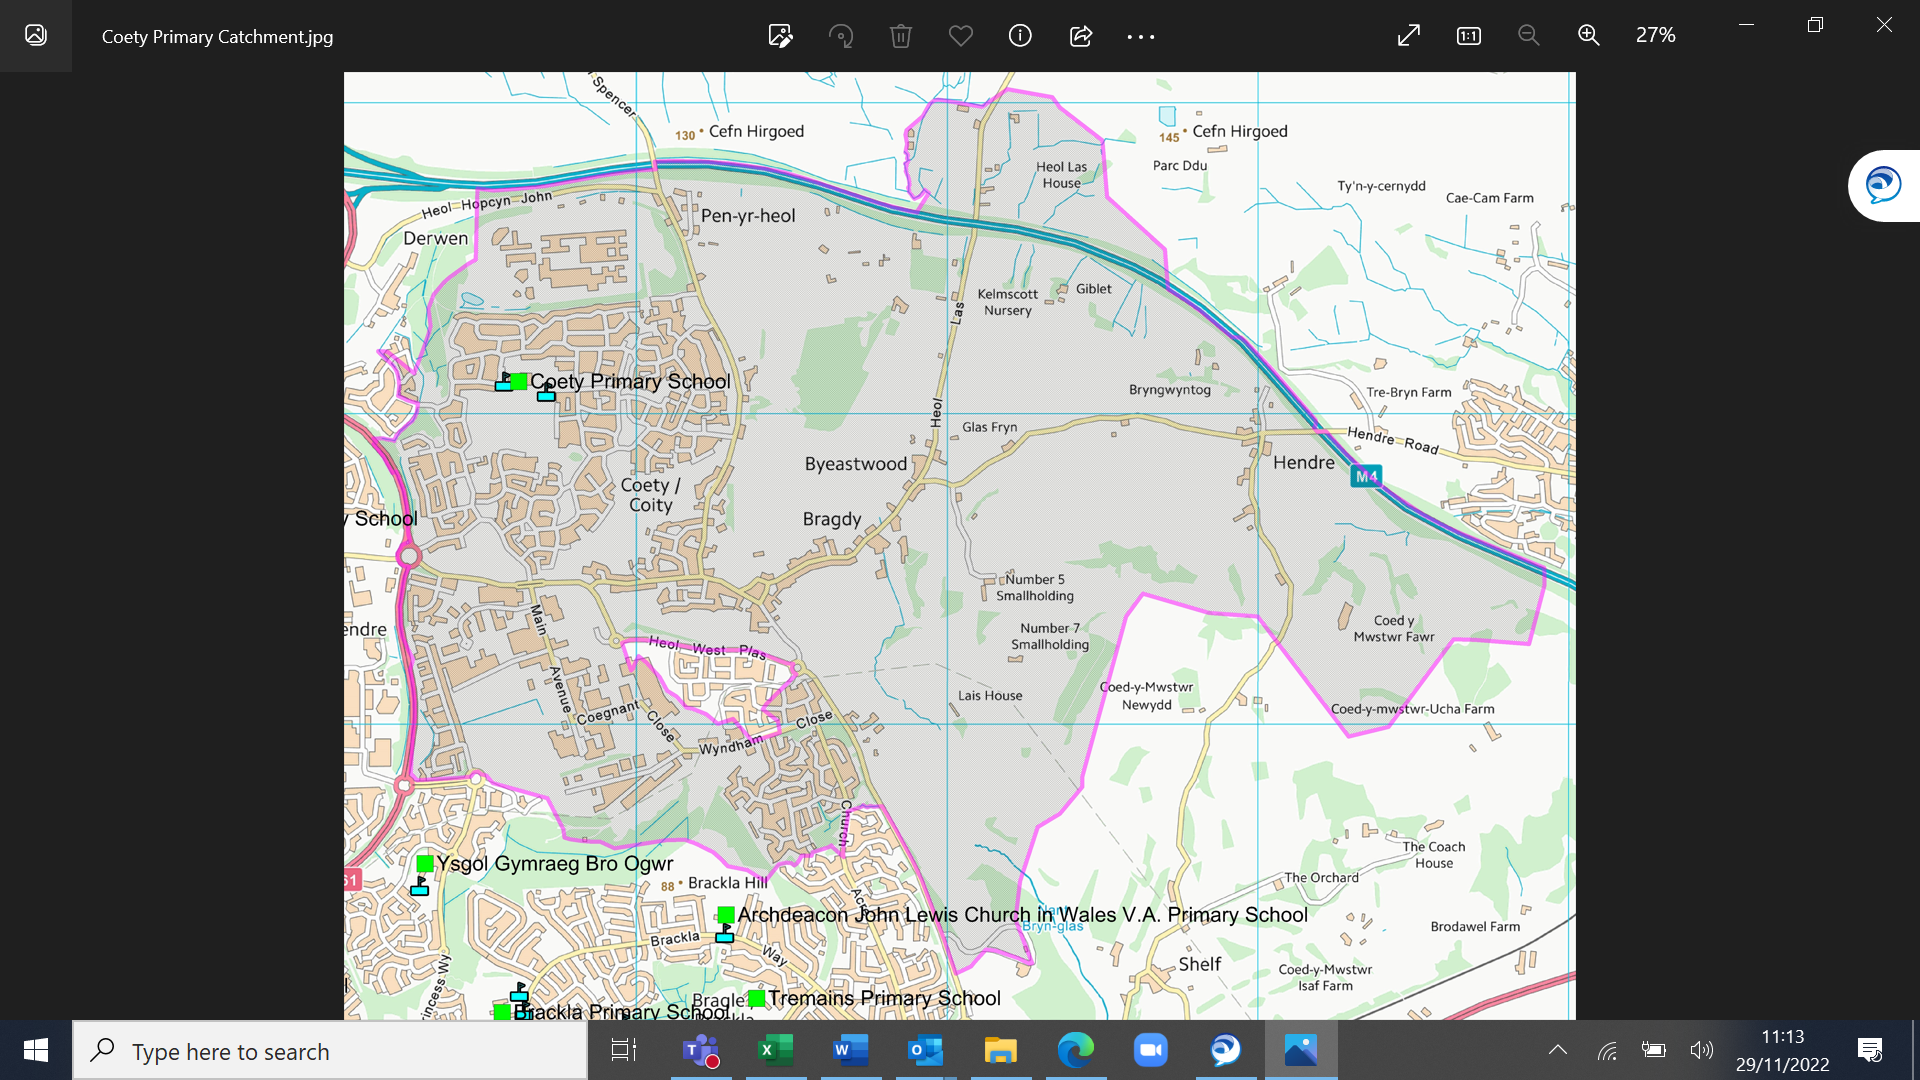 Coety Primary Catchment.jpg
27%
Spencer
130
Cefn Hirgoed
145
Cefn Hirgoed
Parc Ddu
Heol Las
House
Ty'n-y-cernydd
Cae-Cam Farm
Heol Hopcyn John
Pen-yr-heol
Derwen
Kelmscott
Nursery
Giblet
Las
Coety Primary School
Bryngwyntog
Tre-Bryn Farm
Heol
Glas Fryn
Hendre Road
Byeastwood
Hendre
M4
Coety /
Coity
y School
Bragdy
Number 5
Smallholding
Main
Avenue
endre
Number 7
Smallholding
Coed y
Mwstwr Fawr
Heol West Plas
Lais House
Coed-y-Mwstwr
Newydd
Coed-y-mwstwr-Ucha Farm
Coegnant
Close
Wyndham
Close
Church
The Coach
House
Ysgol Gymraeg Bro Ogwr
The Orchard
61
88
Brackla Hill
Acre
Archdeacon John Lewis Church in Wales V.A. Primary School
Nant
Bryn-glas
Brodawel Farm
Brackla
Way
Shelf
Coed-y-Mwstwr
Isaf Farm
rincess Wy
l
Tremains Primary School
Brackla Primary School
Type here to search
11:13
29/11/2022